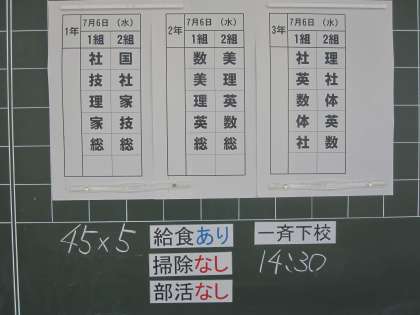 1年 7月6日 (水)
1組 2組
社 国
技 社
理 家
家 技
総 総
2年 7月6日 (水)
1組 2組
数 美
美 理
理 英
英 数
総 総
3年 7月6日 (水)
1組 2組
社 理
英 社
数 体
体 英
社 数
45×5
給食あり
掃除なし
部活なし
一斉下校
14:30